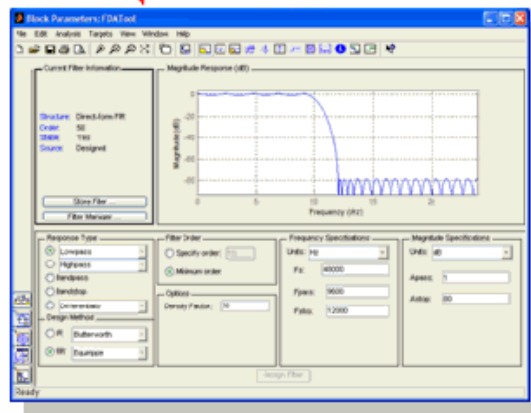 Block Parameters: FDATool
File Edit Analysis Targets View Window Help
Current Filter Information
Structure: Direct-form FIR
Order: 50
Stable: Yes
Source: Designed
Store Filter ...
Filter Manager ...
Magnitude Response (dB)
Magnitude (dB)
0
-20
-40
-60
-80
0 5 10 15 20
Frequency (kHz)
Response Type
Lowpass
Highpass
Bandpass
Bandstop
Differentiator
Design Method
IIR Butterworth
FIR Equiripple
Filter Order
Specify order:
Minimum order
Options
Density Factor:
Frequency Specifications
Units: Hz
Fs: 48000
Fpass: 9600
Fstop: 12000
Magnitude Specifications
Units: dB
Apass: 1
Astop: 80
Design Filter
Ready